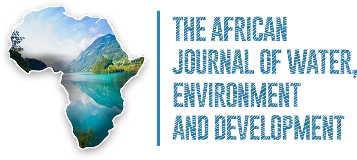 THE AFRICAN
JOURNAL OF WATER,
ENVIRONMENT
AND DEVELOPMENT